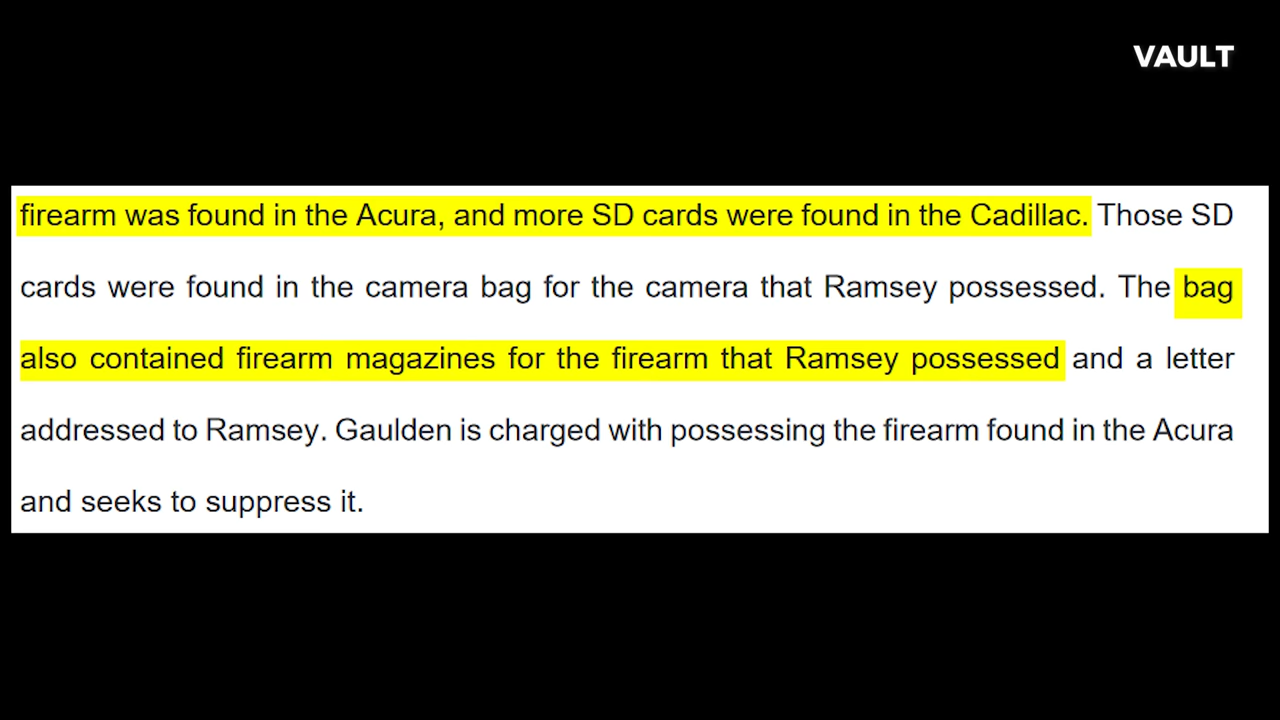 VAULT
firearm was found in the Acura, and more SD cards were found in the Cadillac. Those SD
cards were found in the camera bag for the camera that Ramsey possessed. The bag
also contained firearm magazines for the firearm that Ramsey possessed and a letter
addressed to Ramsey. Gaulden is charged with possessing the firearm found in the Acura
and seeks to suppress it.